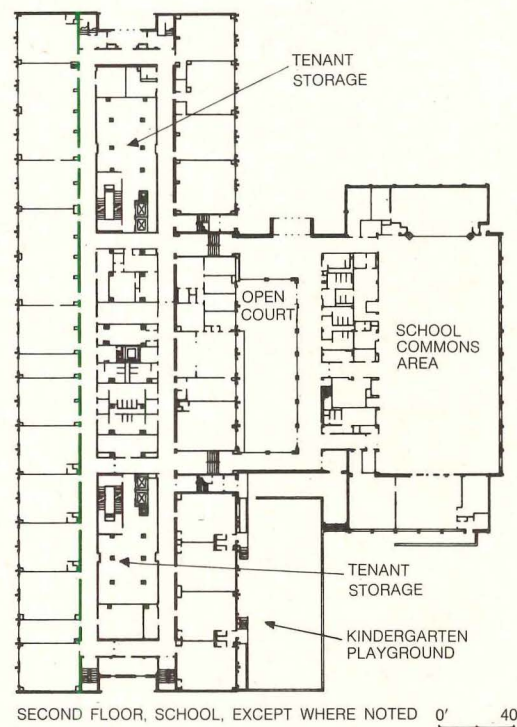 TENANT
STORAGE
OPEN
COURT
SCHOOL
COMMONS
AREA
TENANT
STORAGE
KINDERGARTEN
PLAYGROUND
SECOND FLOOR, SCHOOL, EXCEPT WHERE NOTED 0' 40